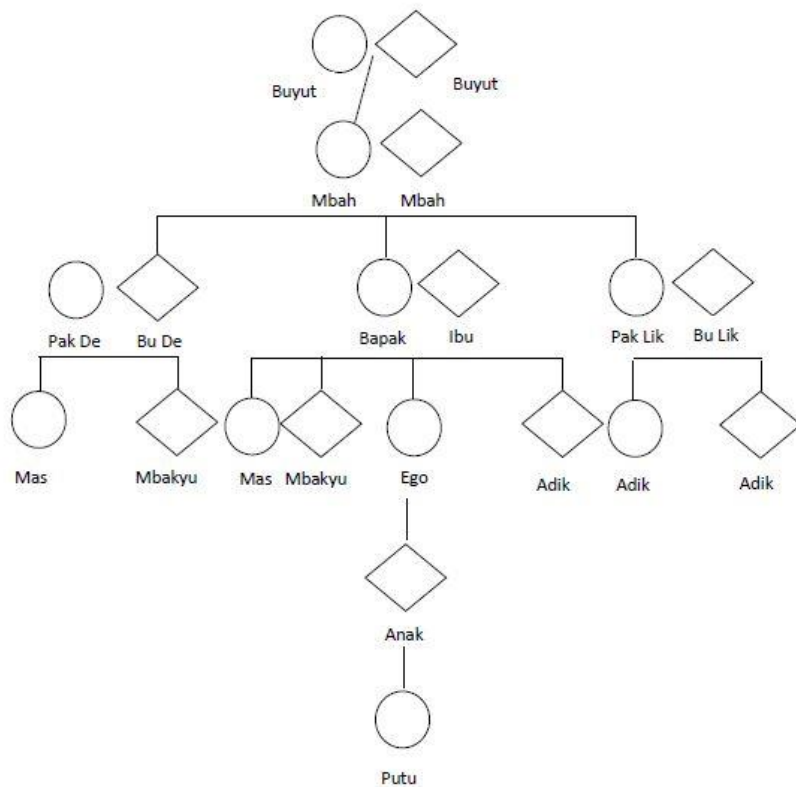 Buyut
Buyut
Mbah Mbah
Pak De Bu De Bapak Ibu Pak Lik Bu Lik
Mas Mbakyu Mas Mbakyu Ego Adik Adik Adik
Anak
Putu